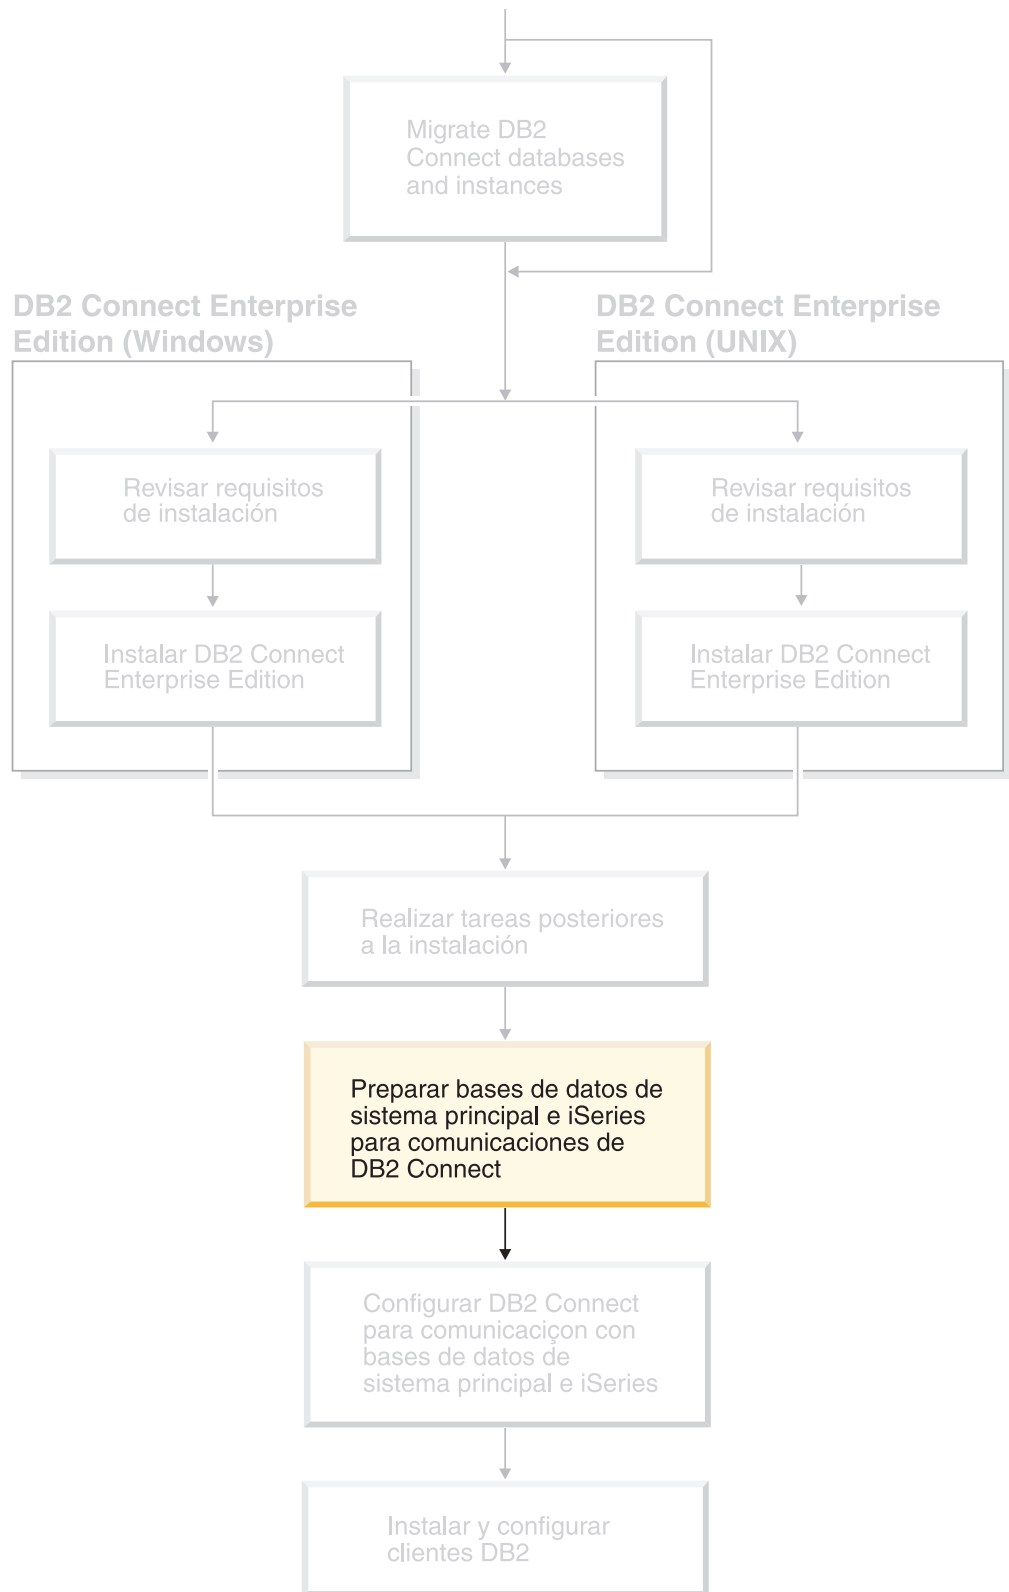 Migrate DB2
Connect databases
and instances
DB2 Connect Enterprise
Edition (Windows)
DB2 Connect Enterprise
Edition (UNIX)
Revisar requisitos
de instalación
Revisar requisitos
de instalación
Instalar DB2 Connect
Enterprise Edition
Instalar DB2 Connect
Enterprise Edition
Realizar tareas posteriores
a la instalación
Preparar bases de datos de
sistema principal e iSeries
para comunicaciones de
DB2 Connect
Configurar DB2 Connect
para comunicaciçon con
bases de datos de
sistema principal e iSeries
Instalar y configurar
clientes DB2